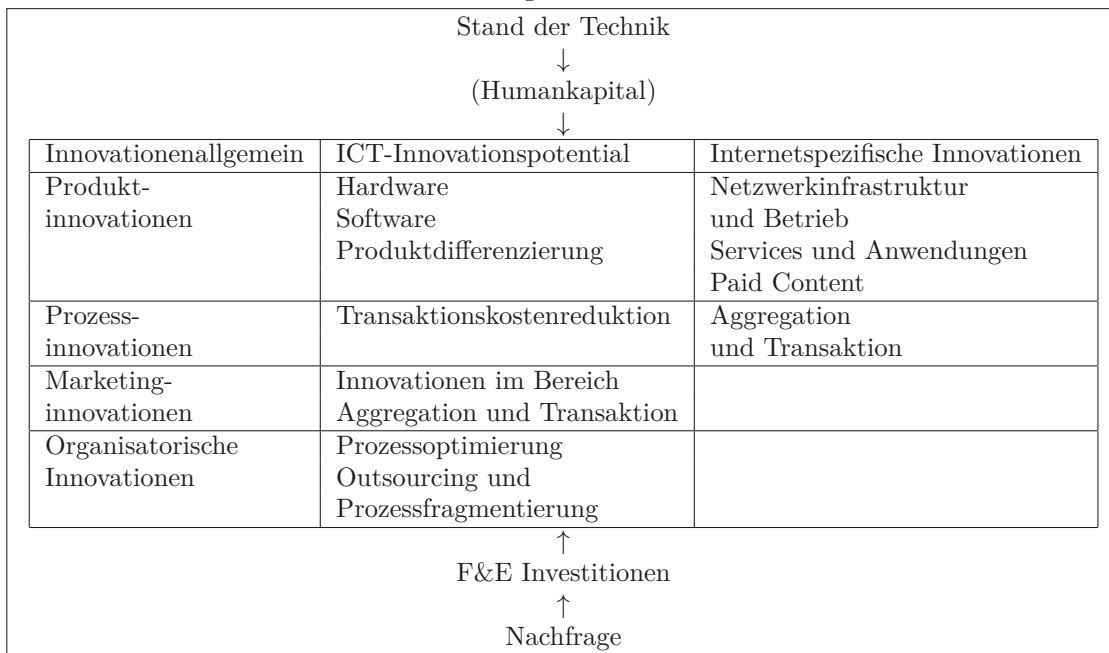 Stand der Technik
↓
(Humankapital)
↓
Innovationenallgemein ICT-Innovationspotential Internetspezifische Innovationen
Produkt- Hardware Netzwerkinfrastruktur
innovationen Software und Betrieb
Produktdifferenzierung Services und Anwendungen
Paid Content
Prozess- Transaktionskostenreduktion Aggregation
innovationen und Transaktion
Marketing- Innovationen im Bereich
innovationen Aggregation und Transaktion
Organisatorische Prozessoptimierung
Innovationen Outsourcing und
Prozessfragmentierung
↑
F&E Investitionen
↑
Nachfrage